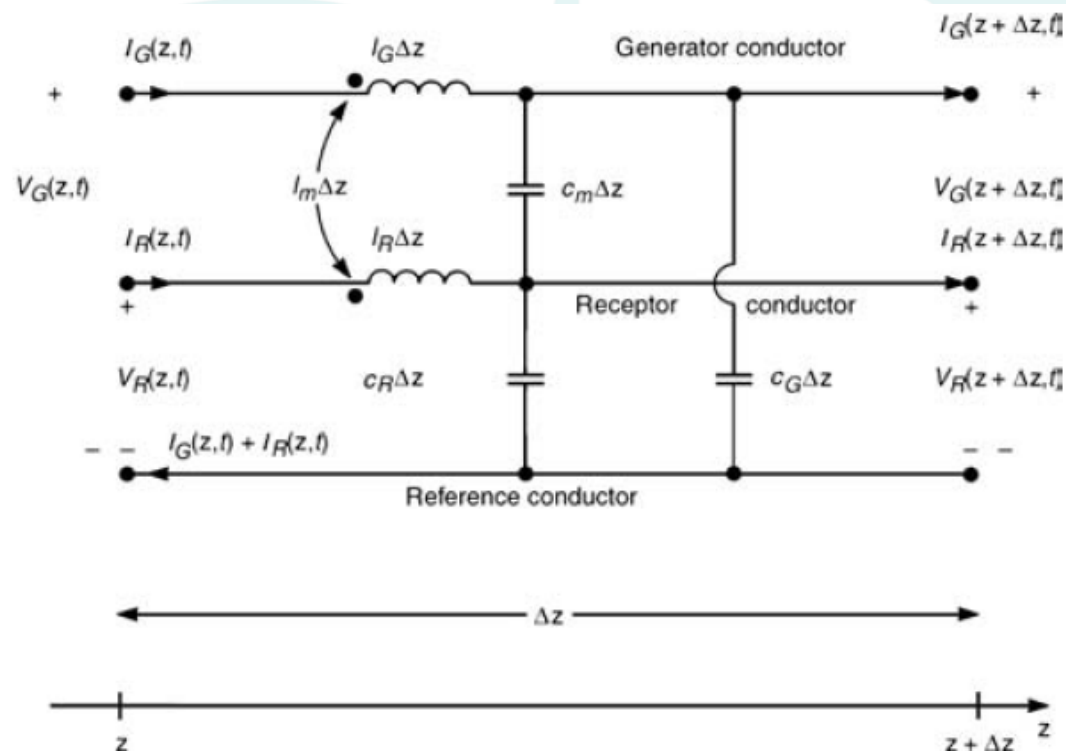 I_G(z + Δz,t)
I_G(z,t) l_GΔz Generator conductor
+ +
V_G(z,t) l_mΔz c_mΔz V_G(z + Δz,t)
I_R(z,t) l_RΔz I_R(z + Δz,t)
+ Receptor conductor +
V_R(z,t) c_RΔz c_GΔz V_R(z + Δz,t)
– – I_G(z,t) + I_R(z,t) – –
Reference conductor
Δz
z z + Δz z